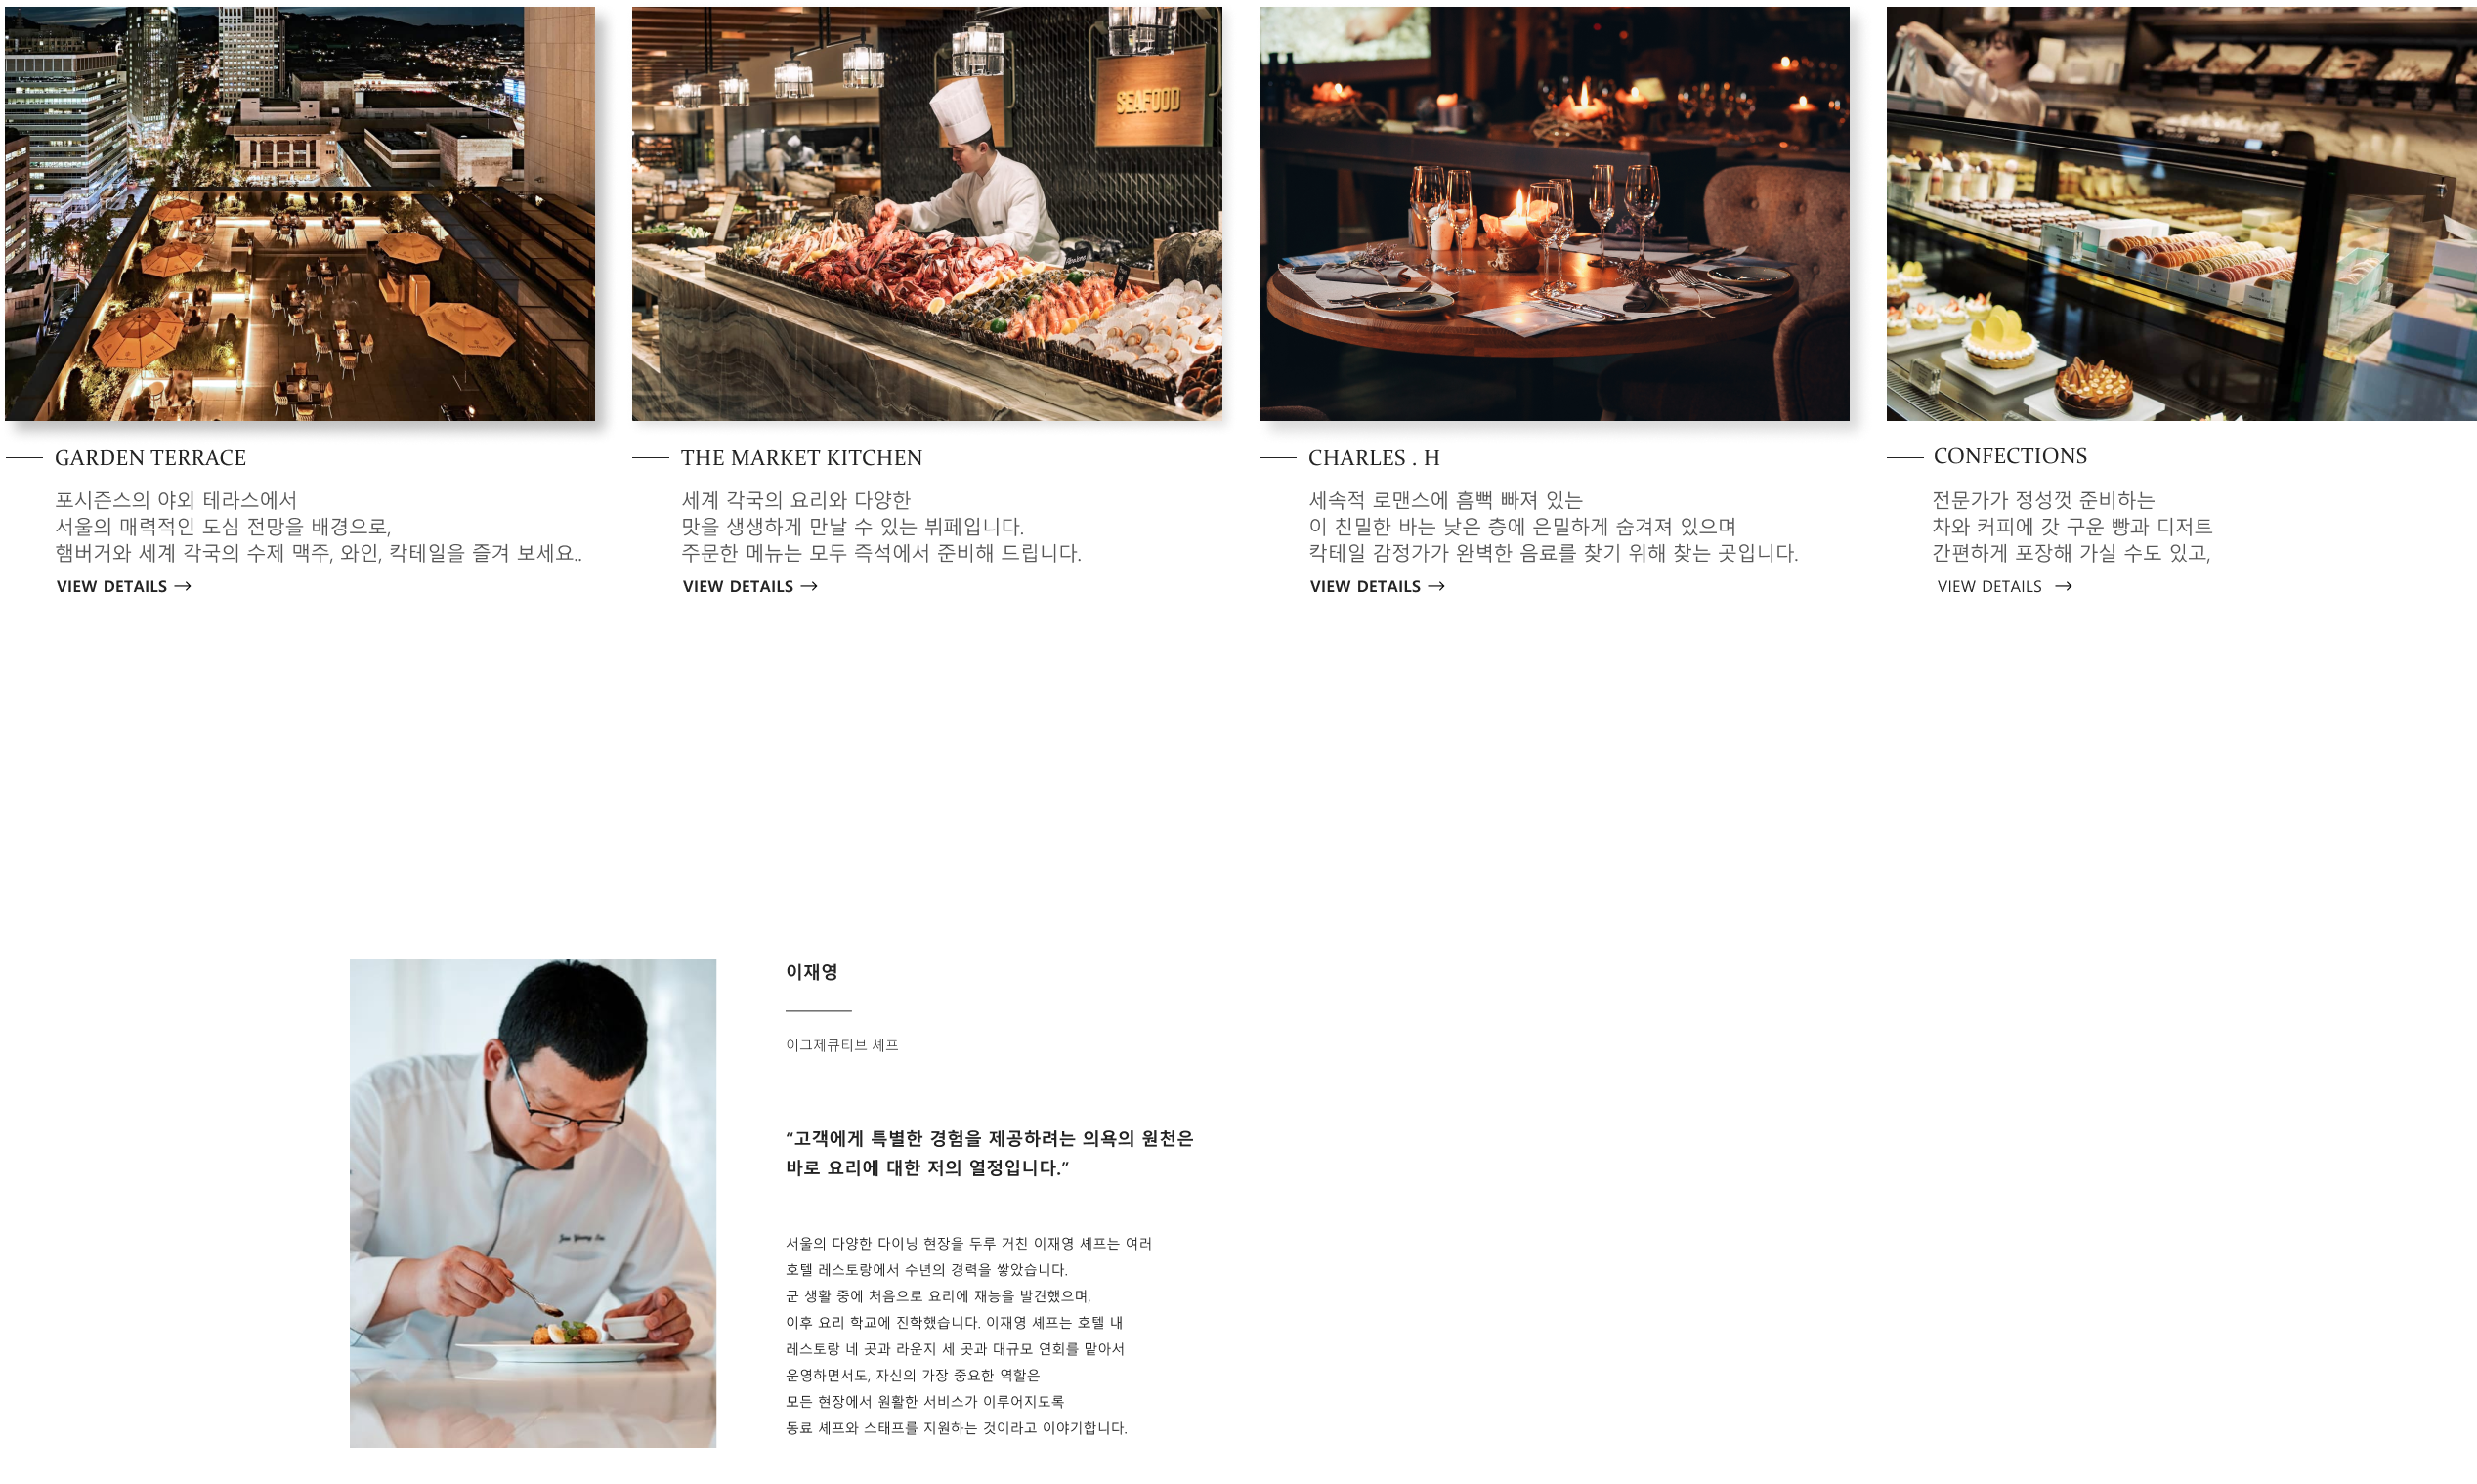 SEAFOOD
GARDEN TERRACE
포시즌스의 야외 테라스에서
서울의 매력적인 도심 전망을 배경으로,
햄버거와 세계 각국의 수제 맥주, 와인, 칵테일을 즐겨 보세요..
VIEW DETAILS →
THE MARKET KITCHEN
세계 각국의 요리와 다양한
맛을 생생하게 만날 수 있는 뷔페입니다.
주문한 메뉴는 모두 즉석에서 준비해 드립니다.
VIEW DETAILS →
CHARLES . H
세속적 로맨스에 흠뻑 빠져 있는
이 친밀한 바는 낮은 층에 은밀하게 숨겨져 있으며
칵테일 감정가가 완벽한 음료를 찾기 위해 찾는 곳입니다.
VIEW DETAILS →
CONFECTIONS
전문가가 정성껏 준비하는
차와 커피에 갓 구운 빵과 디저트
간편하게 포장해 가실 수도 있고,
VIEW DETAILS →
이재영
이그제큐티브 셰프
“고객에게 특별한 경험을 제공하려는 의욕의 원천은
바로 요리에 대한 저의 열정입니다.”
서울의 다양한 다이닝 현장을 두루 거친 이재영 셰프는 여러
호텔 레스토랑에서 수년의 경력을 쌓았습니다.
군 생활 중에 처음으로 요리에 재능을 발견했으며,
이후 요리 학교에 진학했습니다. 이재영 셰프는 호텔 내
레스토랑 네 곳과 라운지 세 곳과 대규모 연회를 맡아서
운영하면서도, 자신의 가장 중요한 역할은
모든 현장에서 원활한 서비스가 이루어지도록
동료 셰프와 스태프를 지원하는 것이라고 이야기합니다.